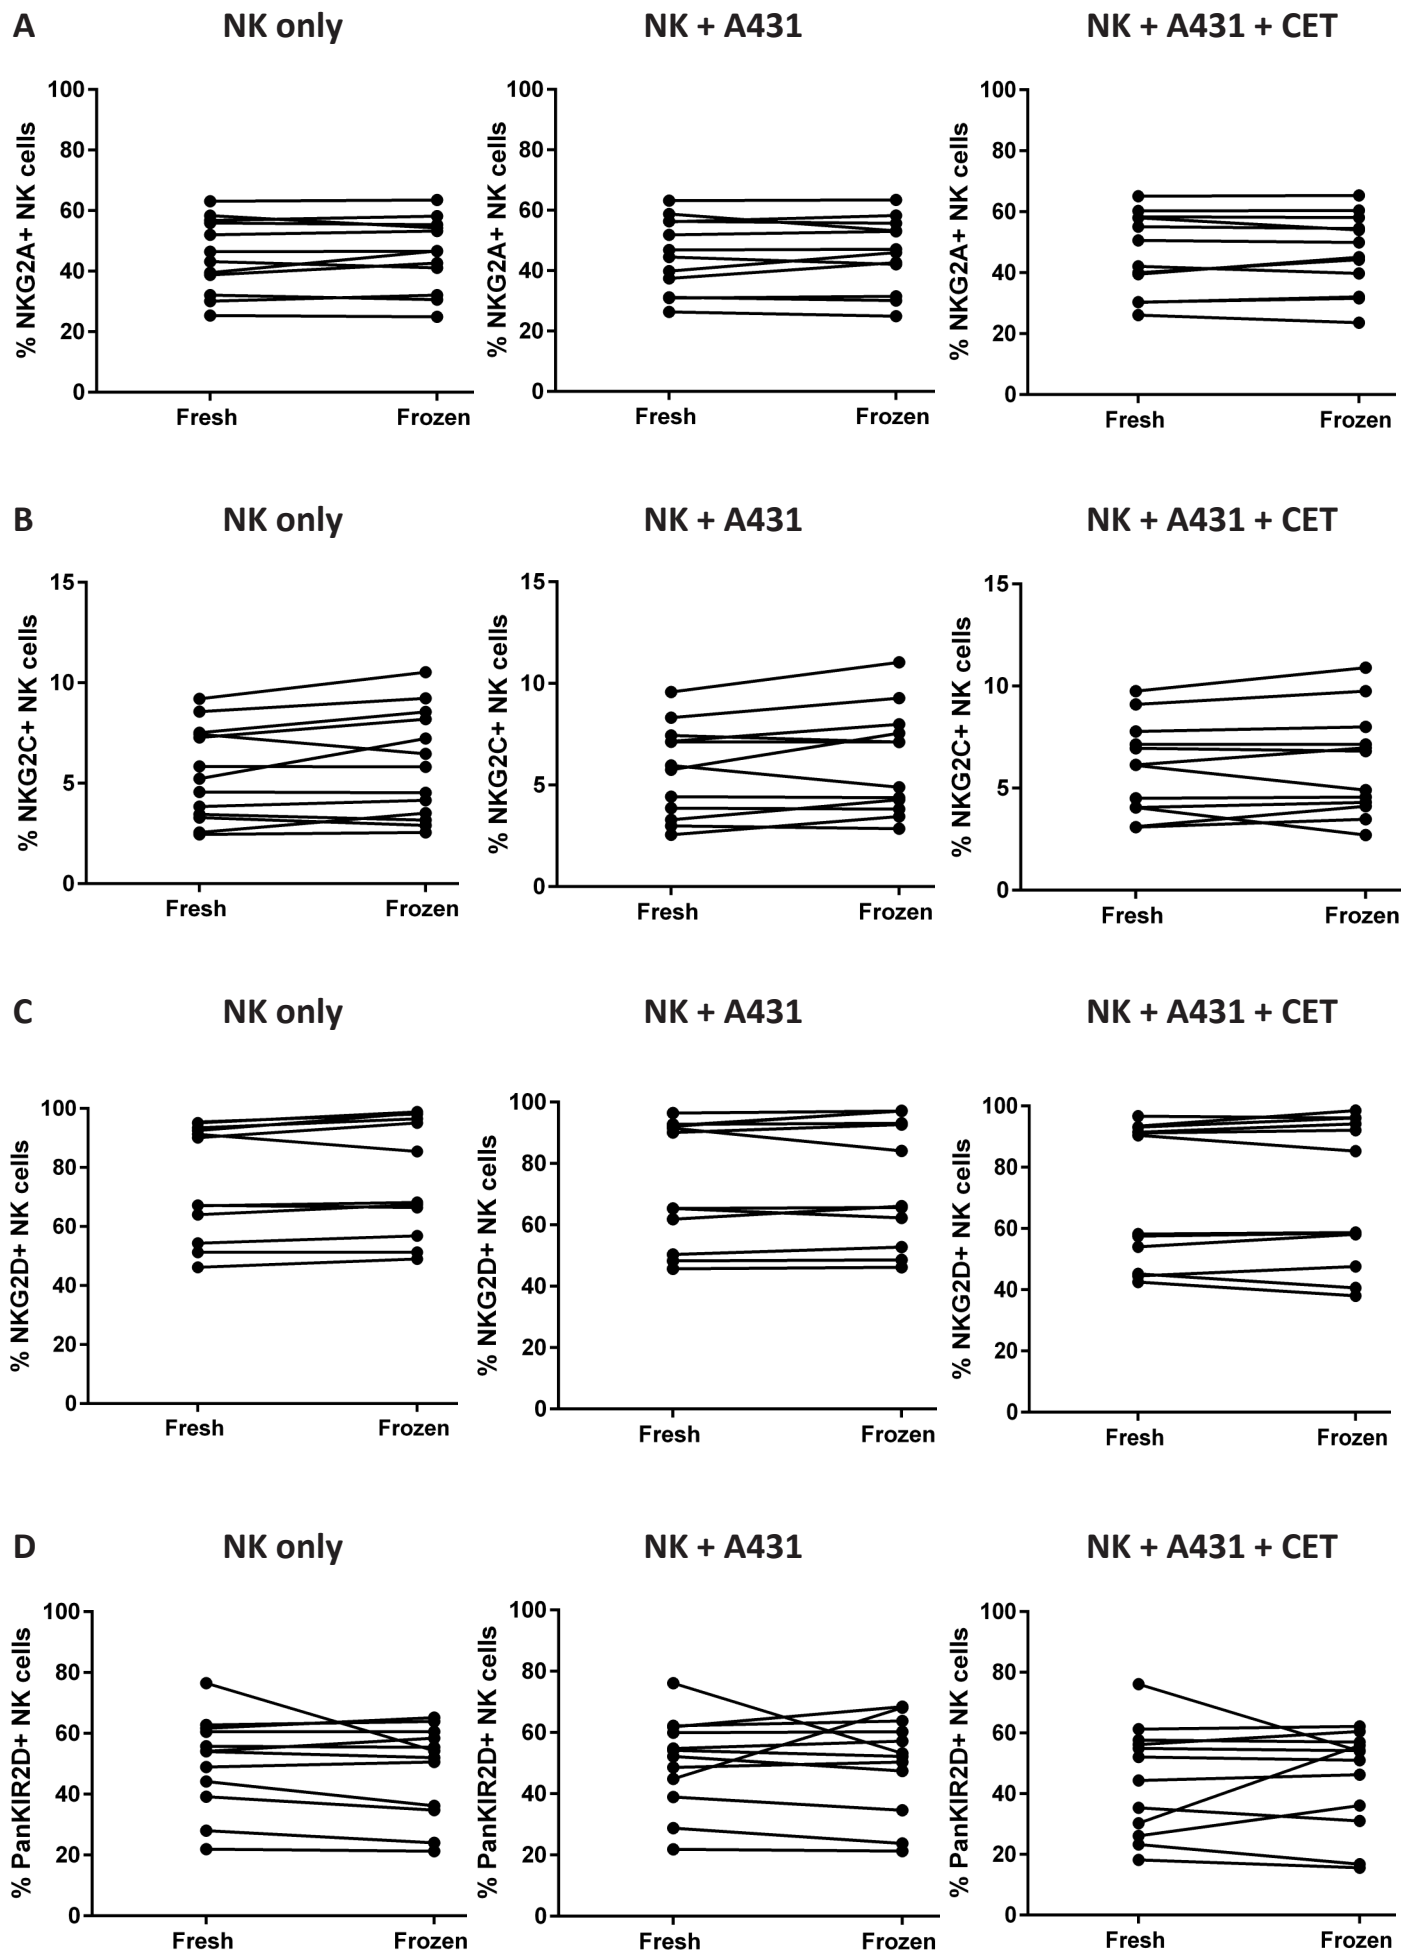 A NK only NK + A431 NK + A431 + CET
% NKG2A+ NK cells
100
80
60
40
20
0
Fresh Frozen
% NKG2A+ NK cells
100
80
60
40
20
0
Fresh Frozen
% NKG2A+ NK cells
100
80
60
40
20
0
Fresh Frozen
B NK only NK + A431 NK + A431 + CET
% NKG2C+ NK cells
15
10
5
0
Fresh Frozen
% NKG2C+ NK cells
15
10
5
0
Fresh Frozen
% NKG2C+ NK cells
15
10
5
0
Fresh Frozen
C NK only NK + A431 NK + A431 + CET
% NKG2D+ NK cells
100
80
60
40
20
0
Fresh Frozen
% NKG2D+ NK cells
100
80
60
40
20
0
Fresh Frozen
% NKG2D+ NK cells
100
80
60
40
20
0
Fresh Frozen
D NK only NK + A431 NK + A431 + CET
% PanKIR2D+ NK cells
100
80
60
40
20
0
Fresh Frozen
% PanKIR2D+ NK cells
100
80
60
40
20
0
Fresh Frozen
% PanKIR2D+ NK cells
100
80
60
40
20
0
Fresh Frozen